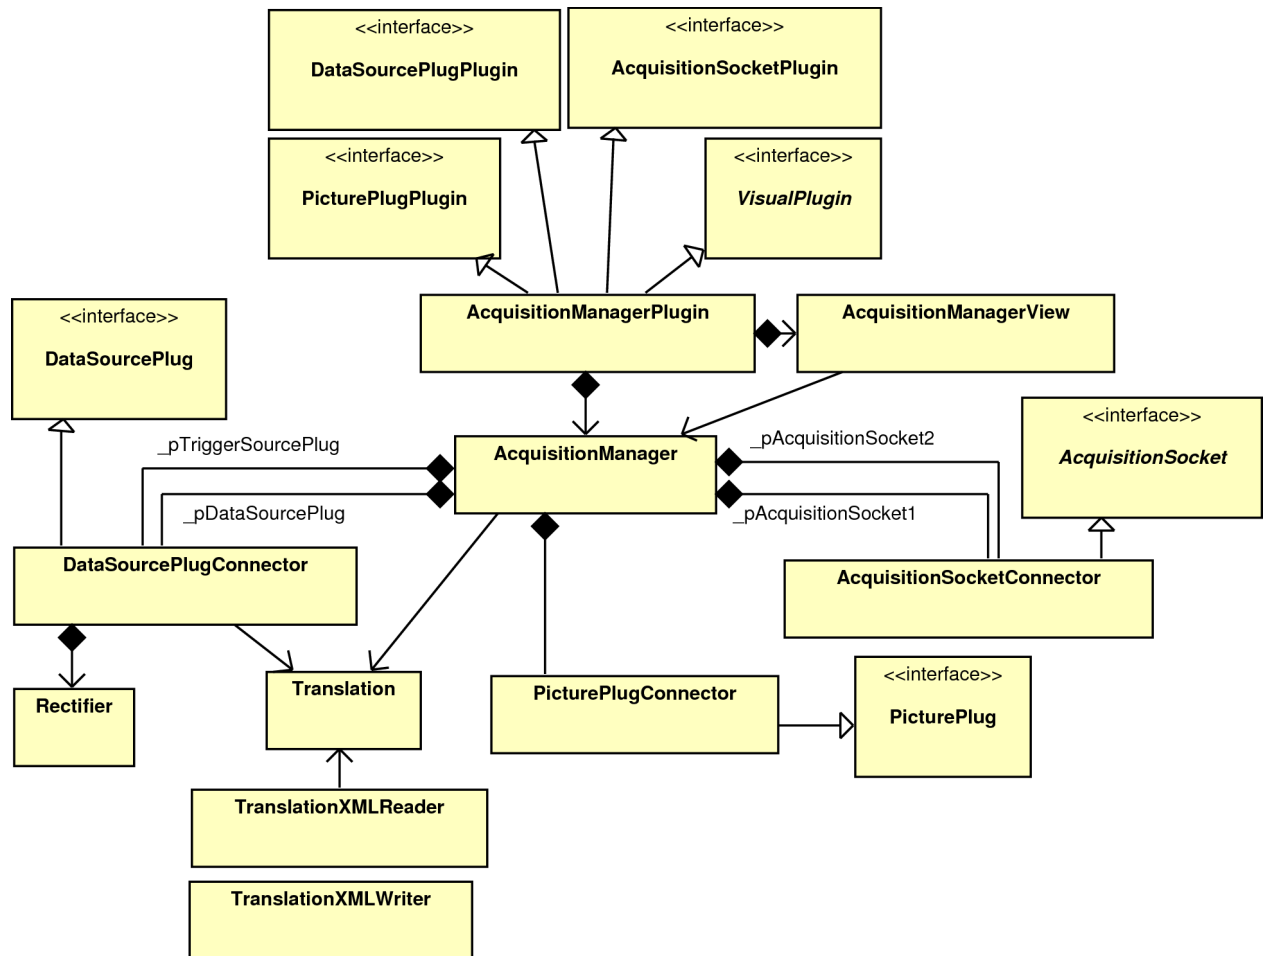 <<interface>>
DataSourcePlugPlugin
<<interface>>
AcquisitionSocketPlugin
<<interface>>
PicturePlugPlugin
<<interface>>
VisualPlugin
AcquisitionManagerPlugin
AcquisitionManagerView
<<interface>>
DataSourcePlug
<<interface>>
AcquisitionSocket
_pTriggerSourcePlug
AcquisitionManager
_pAcquisitionSocket2
_pDataSourcePlug
_pAcquisitionSocket1
DataSourcePlugConnector
AcquisitionSocketConnector
Rectifier
Translation
PicturePlugConnector
<<interface>>
PicturePlug
TranslationXMLReader
TranslationXMLWriter